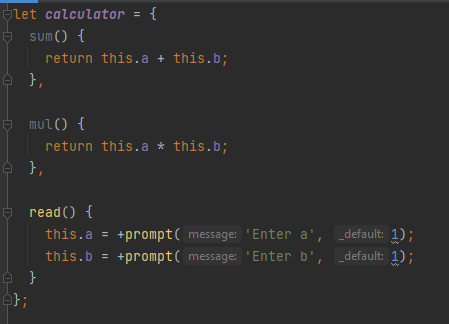 let calculator = {
  sum() {
    return this.a + this.b;
  },

  mul() {
    return this.a * this.b;
  },

  read() {
    this.a = +prompt( message: 'Enter a', _default: 1);
    this.b = +prompt( message: 'Enter b', _default: 1);
  }
};